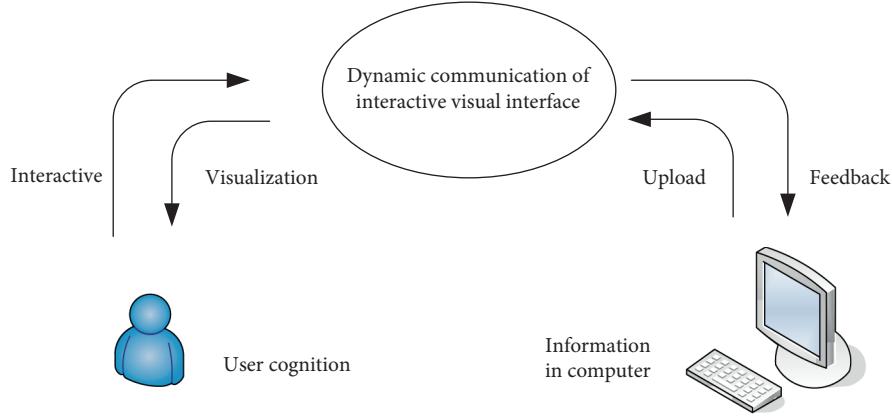 Dynamic communication of
interactive visual interface
Interactive
Visualization
Upload
Feedback
User cognition
Information
in computer